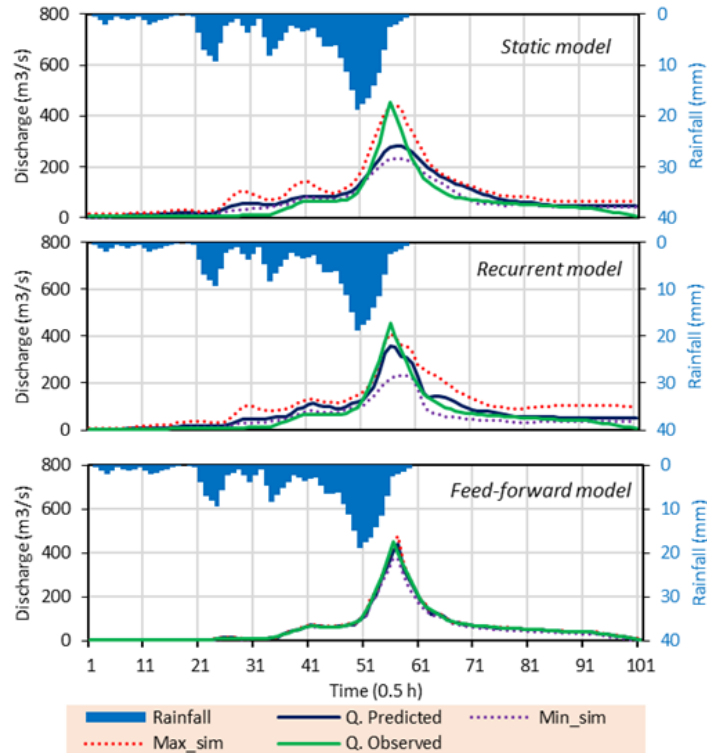 800
600
400
200
0
Discharge (m3/s)
Static model
0
10
20
30
40
Rainfall (mm)
800
600
400
200
0
Discharge (m3/s)
Recurrent model
0
10
20
30
40
Rainfall (mm)
800
600
400
200
0
Discharge (m3/s)
Feed-forward model
0
10
20
30
40
Rainfall (mm)
1 11 21 31 41 51 61 71 81 91 101
Time (0.5 h)
Rainfall Q. Predicted Min_sim
Max_sim Q. Observed